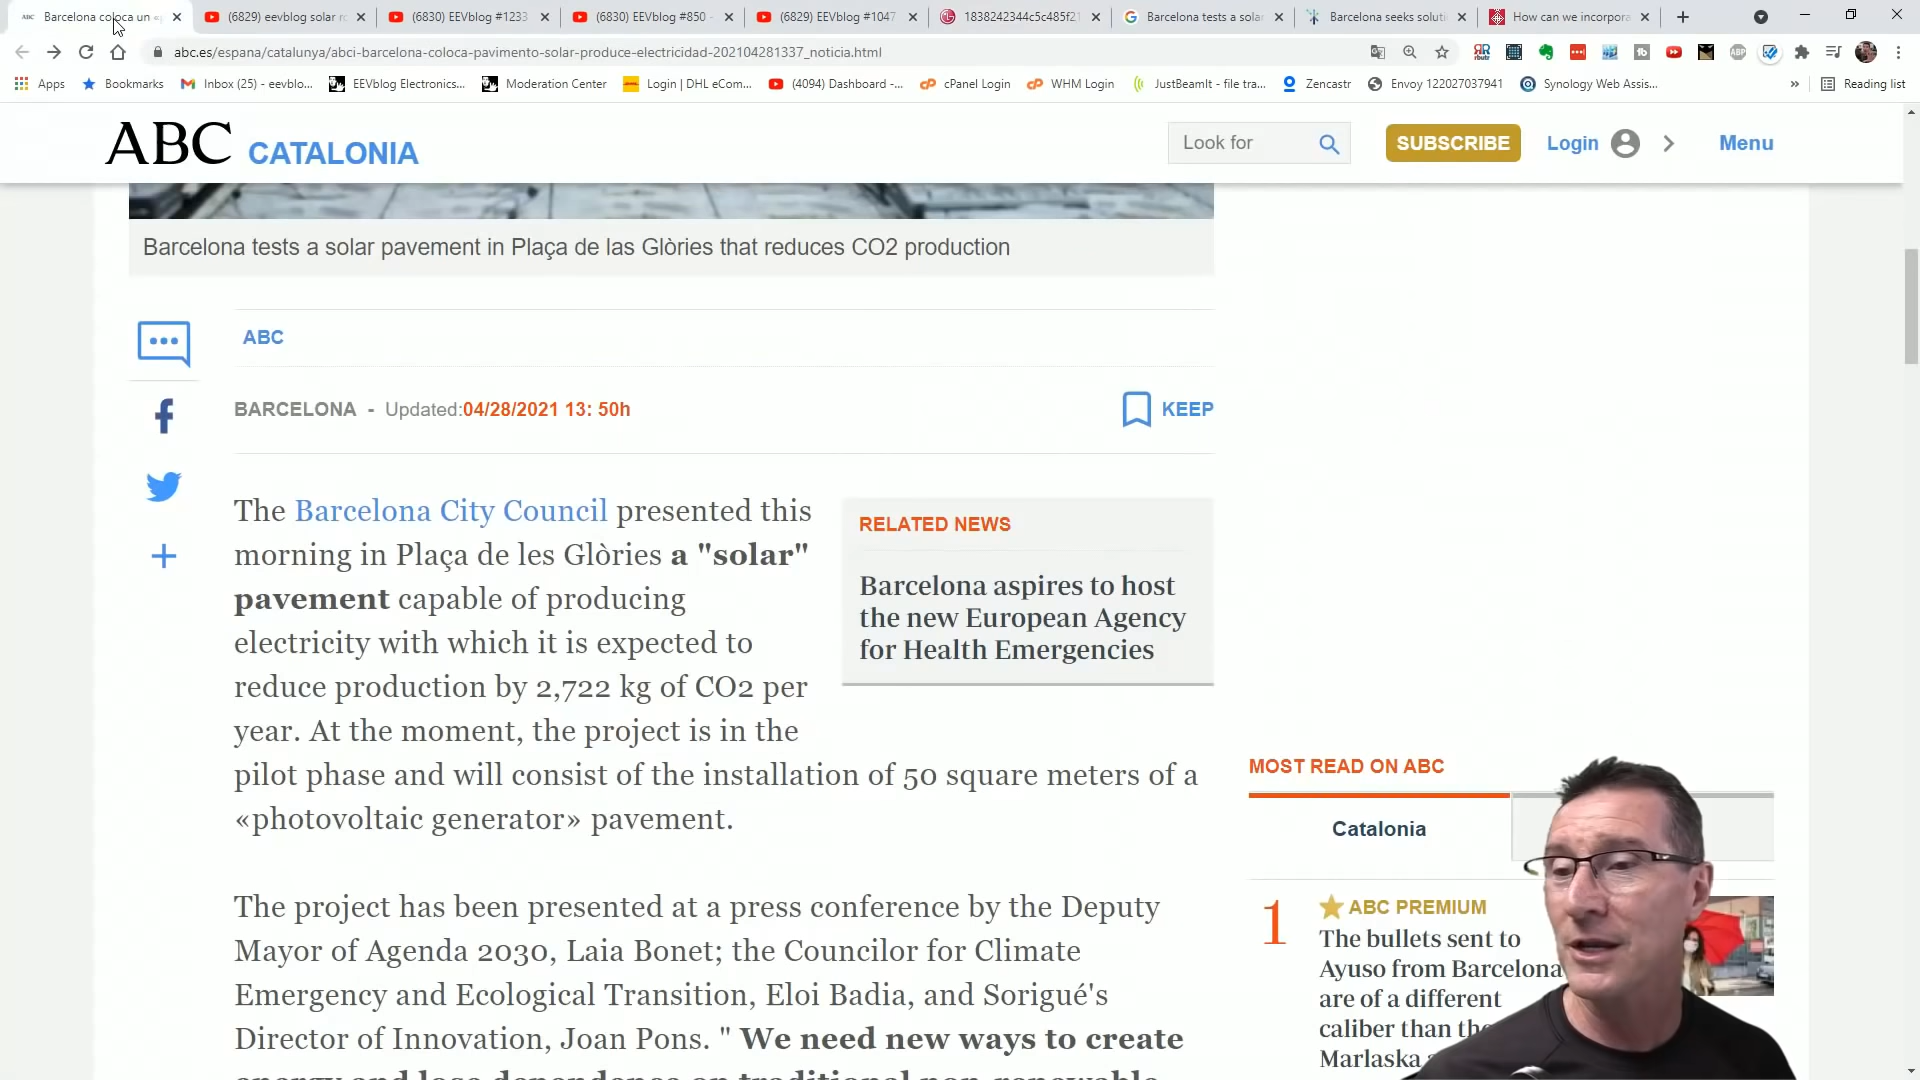 Barcelona coloca un «p
(6829) eevblog solar ro
(6830) EEVblog #1233
(6830) EEVblog #850 -
(6829) EEVblog #1047
1838242344c5c485f21
Barcelona tests a solar
Barcelona seeks soluti
How can we incorpora
abc.es/espana/catalunya/abci-barcelona-coloca-pavimento-solar-produce-electricidad-202104281337_noticia.html
Apps
Bookmarks
Inbox (25) - eevblo...
EEVblog Electronics...
Moderation Center
Login | DHL eCom...
(4094) Dashboard -...
cPanel Login
WHM Login
JustBeamIt - file tra...
Zencastr
Envoy 122027037941
Synology Web Assis...
»
Reading list
ABC CATALONIA
Look for
SUBSCRIBE
Login
Menu
Barcelona tests a solar pavement in Plaça de las Glòries that reduces CO2 production
ABC
BARCELONA - Updated:04/28/2021 13: 50h
KEEP
The Barcelona City Council presented this
morning in Plaça de les Glòries a "solar"
pavement capable of producing
electricity with which it is expected to
reduce production by 2,722 kg of CO2 per
year. At the moment, the project is in the
pilot phase and will consist of the installation of 50 square meters of a
«photovoltaic generator» pavement.
RELATED NEWS
Barcelona aspires to host
the new European Agency
for Health Emergencies
The project has been presented at a press conference by the Deputy
Mayor of Agenda 2030, Laia Bonet; the Councilor for Climate
Emergency and Ecological Transition, Eloi Badia, and Sorigué's
Director of Innovation, Joan Pons. " We need new ways to create
energy and lose dependence on traditional non-renewable
MOST READ ON ABC
Catalonia
1
ABC PREMIUM
The bullets sent to
Ayuso from Barcelona
are of a different
caliber than the
Marlaska